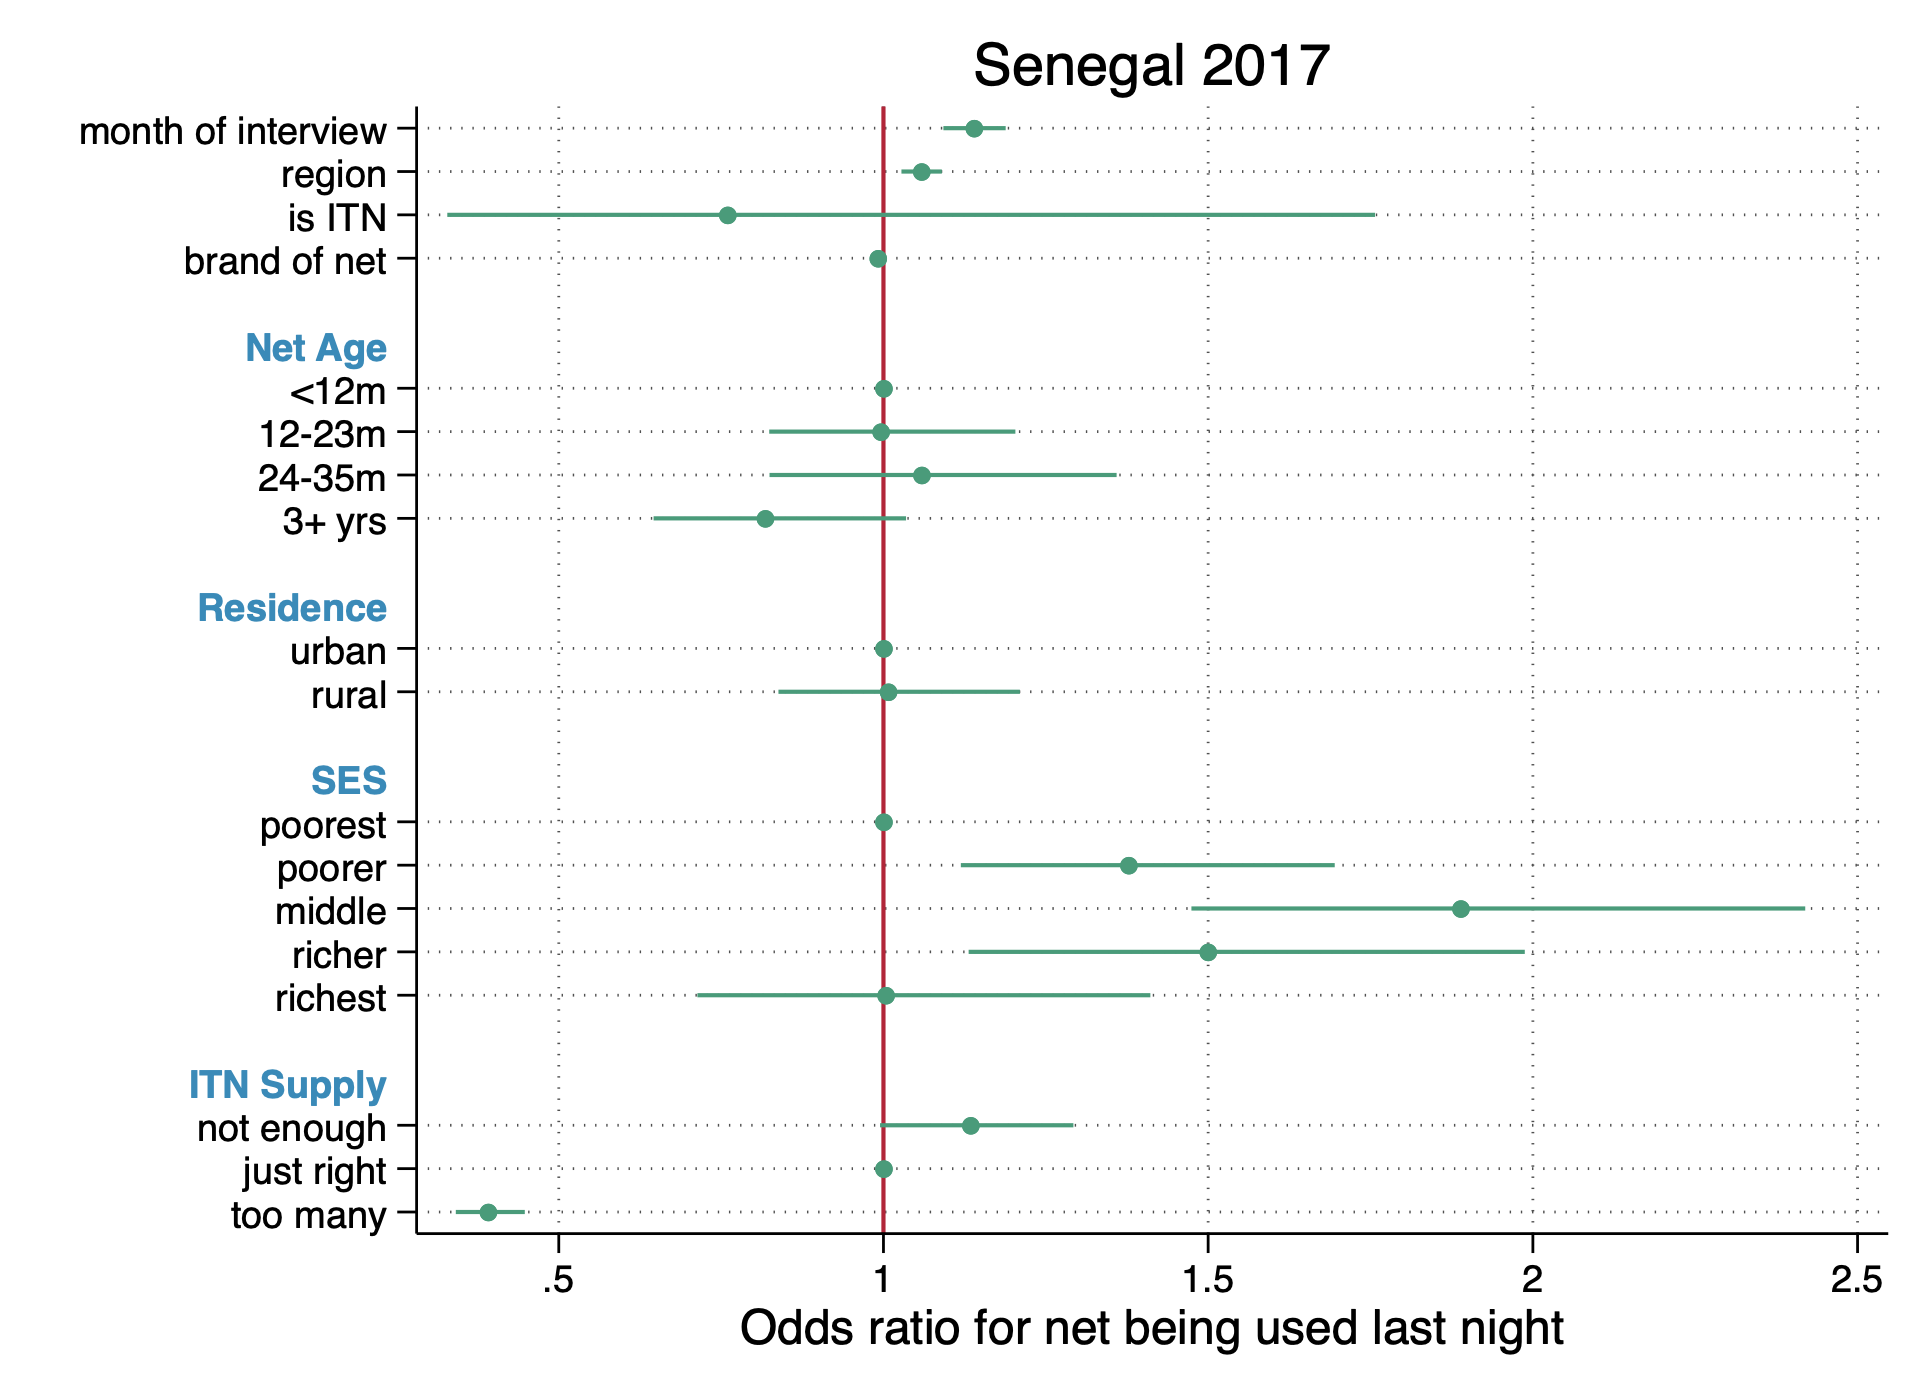 Senegal 2017
month of interview
region
is ITN
brand of net
Net Age
<12m
12-23m
24-35m
3+ yrs
Residence
urban
rural
SES
poorest
poorer
middle
richer
richest
ITN Supply
not enough
just right
too many
.5 1 1.5 2 2.5
Odds ratio for net being used last night